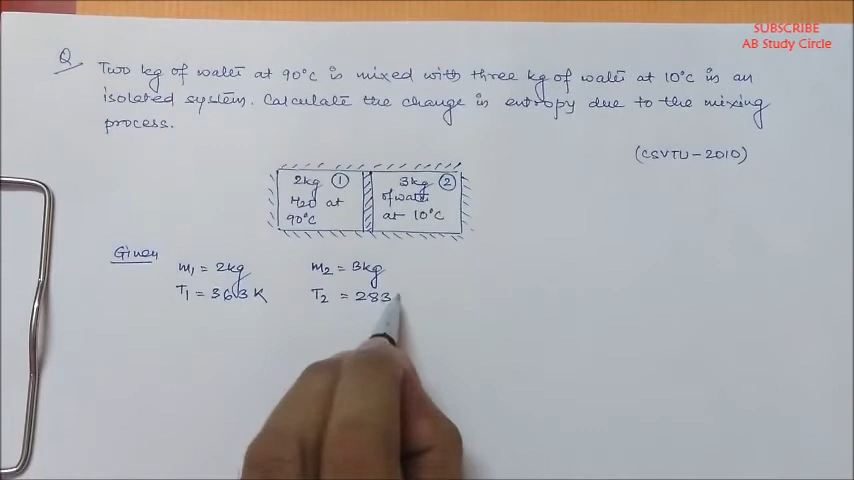 SUBSCRIBE
AB Study Circle
Q
Two kg of water at 90°c is mixed with three kg of water at 10°c in an
isolated system. Calculate the change in entropy due to the mixing
process.
(CSVTU-2010)
2kg 1
H2O at
90°C
3kg 2
of water
at 10°C
Given
m1 = 2kg m2 = 3kg
T1 = 363 K T2 = 283